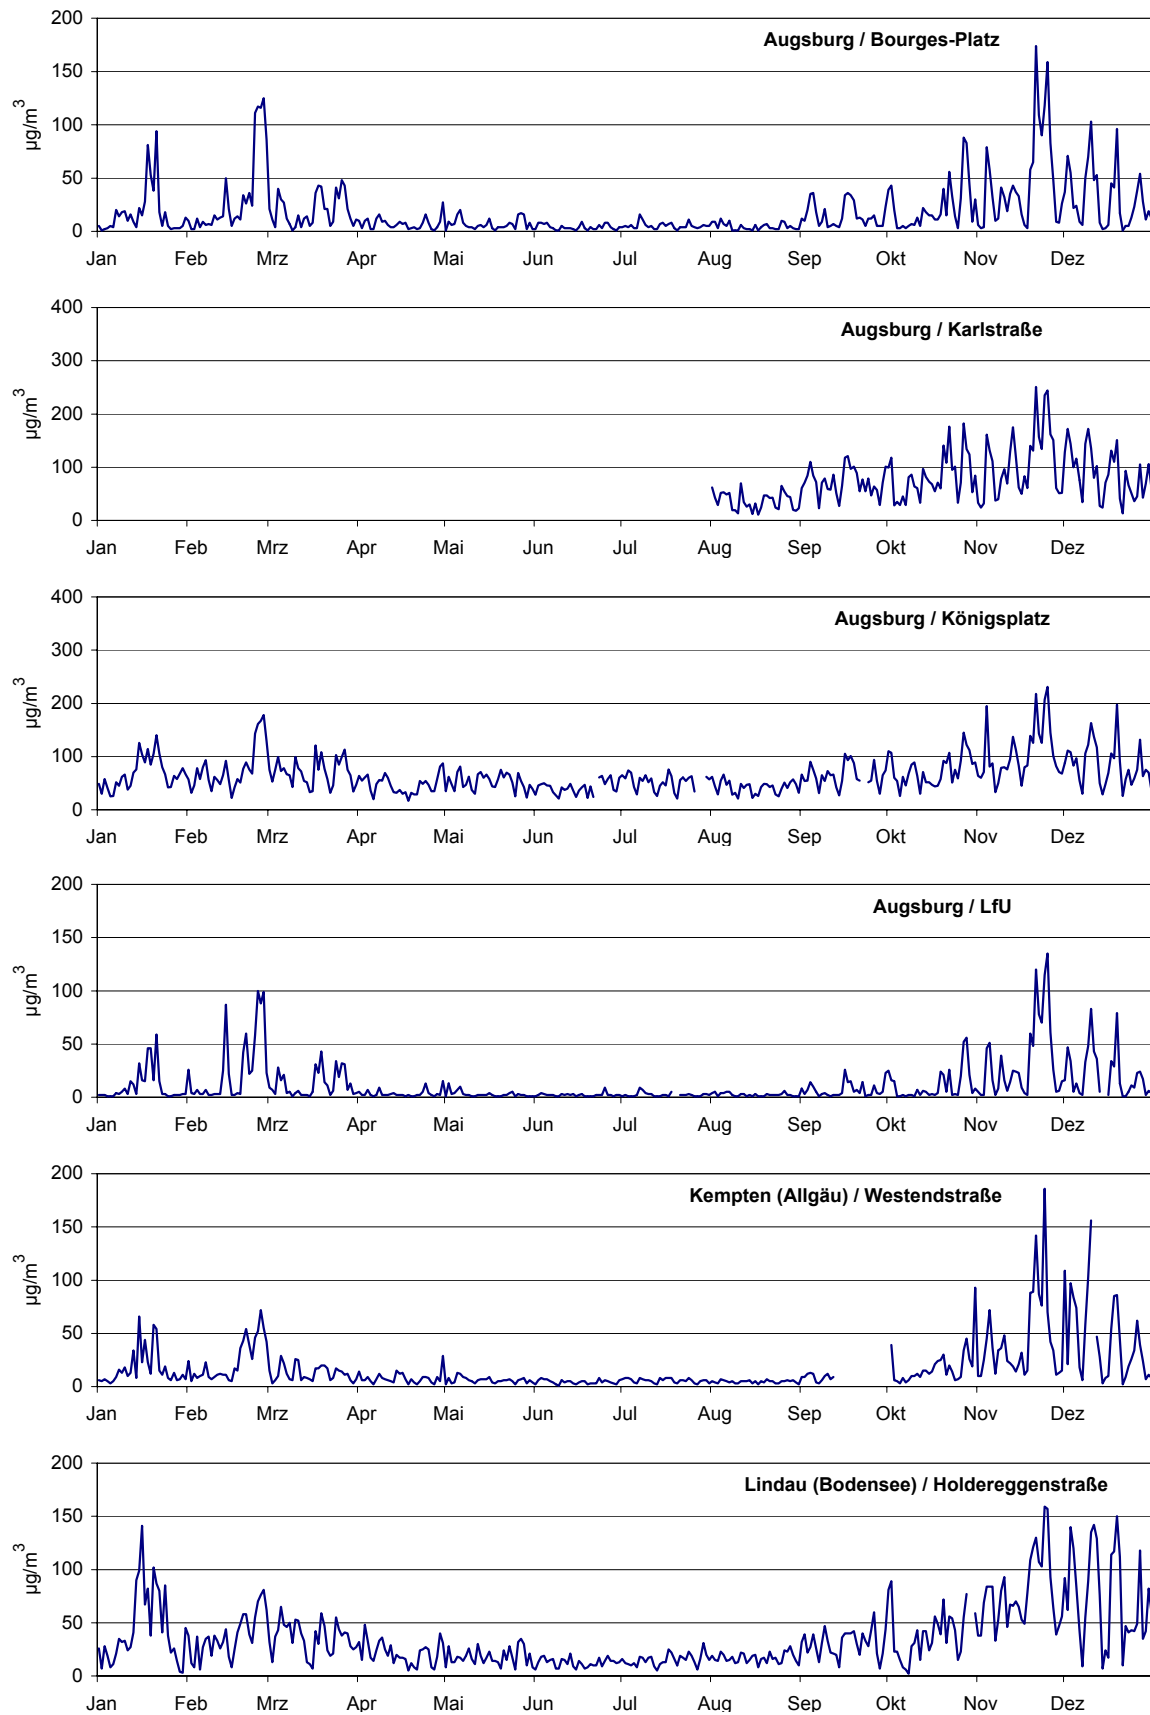 200
Augsburg / Bourges-Platz
150
100
50
0
µg/m³
Jan Feb Mrz Apr Mai Jun Jul Aug Sep Okt Nov Dez
400
Augsburg / Karlstraße
300
200
100
0
µg/m³
Jan Feb Mrz Apr Mai Jun Jul Aug Sep Okt Nov Dez
400
Augsburg / Königsplatz
300
200
100
0
µg/m³
Jan Feb Mrz Apr Mai Jun Jul Aug Sep Okt Nov Dez
200
Augsburg / LfU
150
100
50
0
µg/m³
Jan Feb Mrz Apr Mai Jun Jul Aug Sep Okt Nov Dez
200
Kempten (Allgäu) / Westendstraße
150
100
50
0
µg/m³
Jan Feb Mrz Apr Mai Jun Jul Aug Sep Okt Nov Dez
200
Lindau (Bodensee) / Holdereggenstraße
150
100
50
0
µg/m³
Jan Feb Mrz Apr Mai Jun Jul Aug Sep Okt Nov Dez